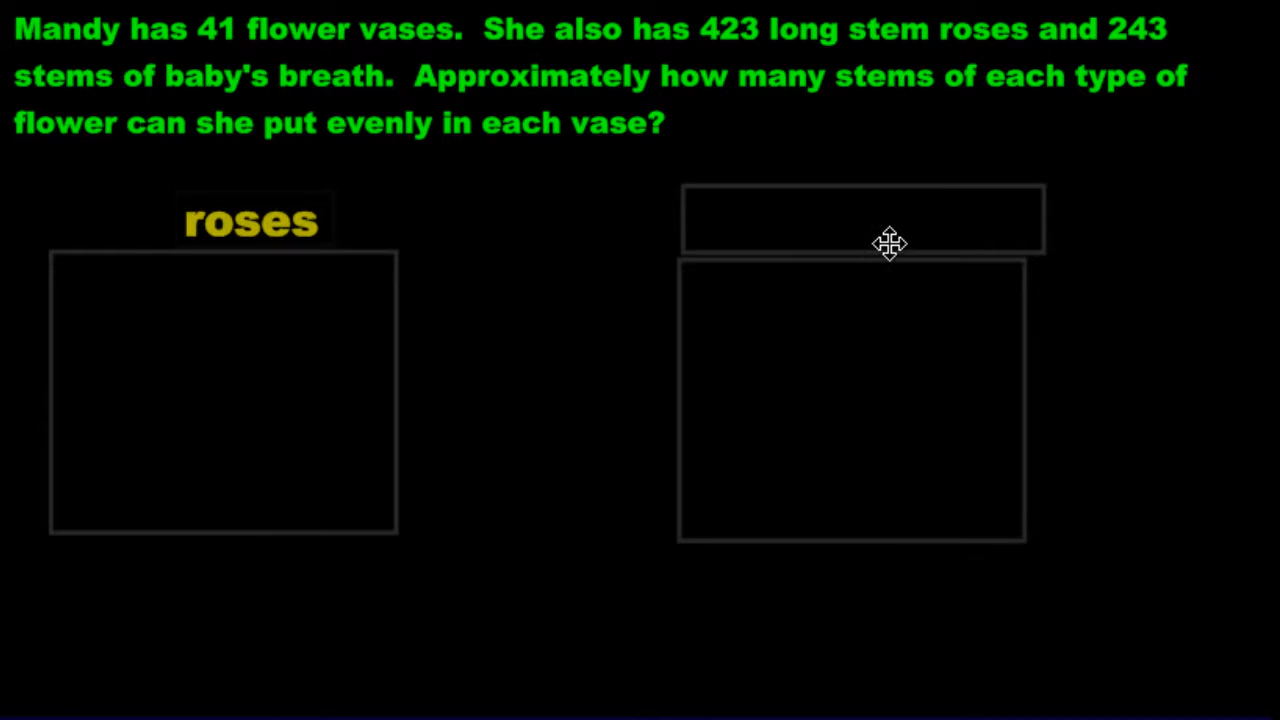 Mandy has 41 flower vases.  She also has 423 long stem roses and 243
stems of baby's breath.  Approximately how many stems of each type of
flower can she put evenly in each vase?
roses